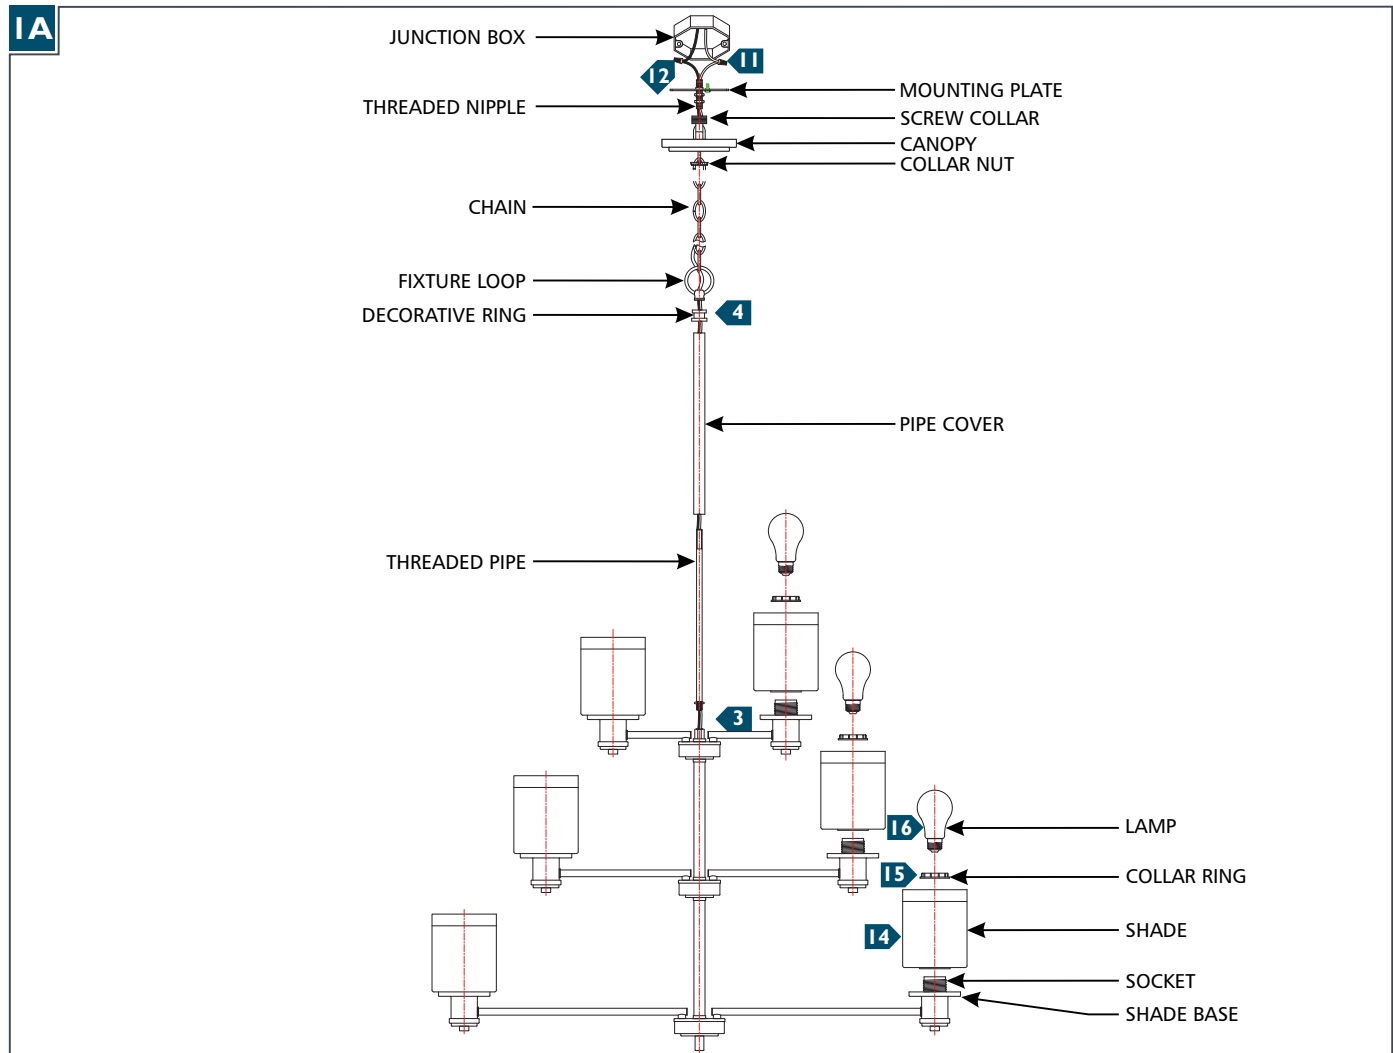 1A
JUNCTION BOX
11
12
MOUNTING PLATE
THREADED NIPPLE
SCREW COLLAR
CANOPY
COLLAR NUT
CHAIN
FIXTURE LOOP
DECORATIVE RING
4
PIPE COVER
THREADED PIPE
3
16
LAMP
15
COLLAR RING
14
SHADE
SOCKET
SHADE BASE